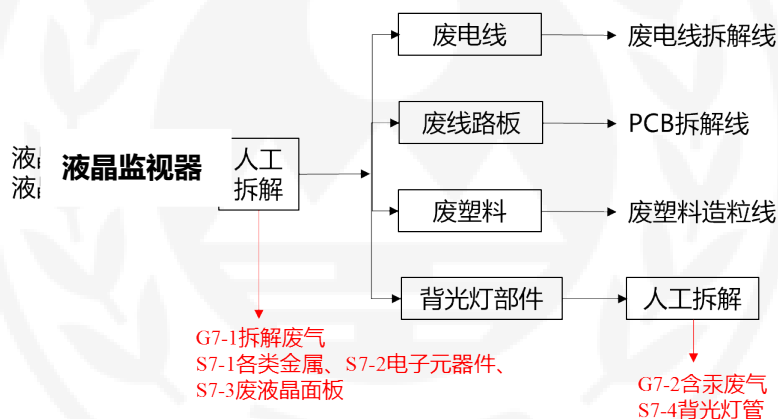 废电线
废电线拆解线
废线路板
PCB拆解线
液晶监视器
人工
拆解
废塑料
废塑料造粒线
背光灯部件
人工拆解
G7-1拆解废气
S7-1各类金属、S7-2电子元器件、
S7-3废液晶面板
G7-2含汞废气
S7-4背光灯管